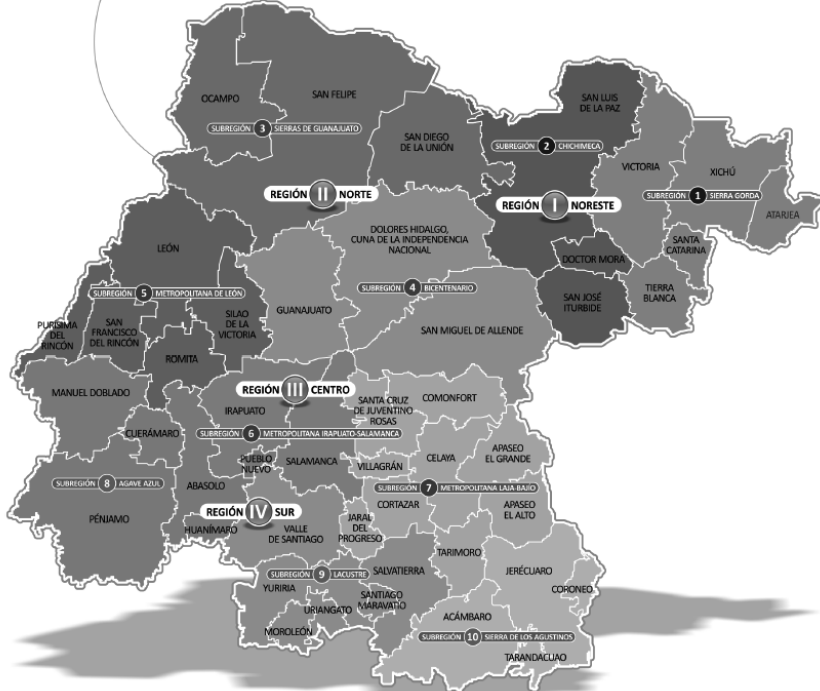 OCAMPO
SAN FELIPE
SUBREGIÓN 3 SIERRAS DE GUANAJUATO
SAN DIEGO
DE LA UNIÓN
SAN LUIS
DE LA PAZ
SUBREGIÓN 2 CHICHIMECA
VICTORIA
XICHÚ
SUBREGIÓN 1 SIERRA GORDA
ATARJEA
REGIÓN II NORTE
REGIÓN I NORESTE
DOLORES HIDALGO,
CUNA DE LA INDEPENDENCIA
NACIONAL
SANTA
CATARINA
DOCTOR MORA
LEÓN
SUBREGIÓN 5 METROPOLITANA DE LEÓN
SUBREGIÓN 4 BICENTENARIO
TIERRA
BLANCA
SAN JOSÉ
ITURBIDE
GUANAJUATO
SILAO
DE LA
VICTORIA
PURÍSIMA
DEL
RINCÓN
SAN
FRANCISCO
DEL RINCÓN
SAN MIGUEL DE ALLENDE
ROMITA
MANUEL DOBLADO
REGIÓN III CENTRO
IRAPUATO
SANTA CRUZ
DE JUVENTINO
ROSAS
COMONFORT
CUERÁMARO
SUBREGIÓN 6 METROPOLITANA IRAPUATO-SALAMANCA
PUEBLO
NUEVO
SALAMANCA
VILLAGRÁN
CELAYA
APASEO
EL GRANDE
SUBREGIÓN 8 AGAVE AZUL
ABASOLO
SUBREGIÓN 7 METROPOLITANA LAJA-BAJÍO
CORTAZAR
APASEO
EL ALTO
PÉNJAMO
REGIÓN IV SUR
HUANÍMARO
VALLE
DE SANTIAGO
JARAL
DEL
PROGRESO
TARIMORO
SUBREGIÓN 9 LACUSTRE
SALVATIERRA
JERÉCUARO
YURIRIA
CORONEO
SANTIAGO
MARAVATÍO
URIANGATO
MOROLEÓN
ACÁMBARO
SUBREGIÓN 10 SIERRA DE LOS AGUSTINOS
TARANDACUAO